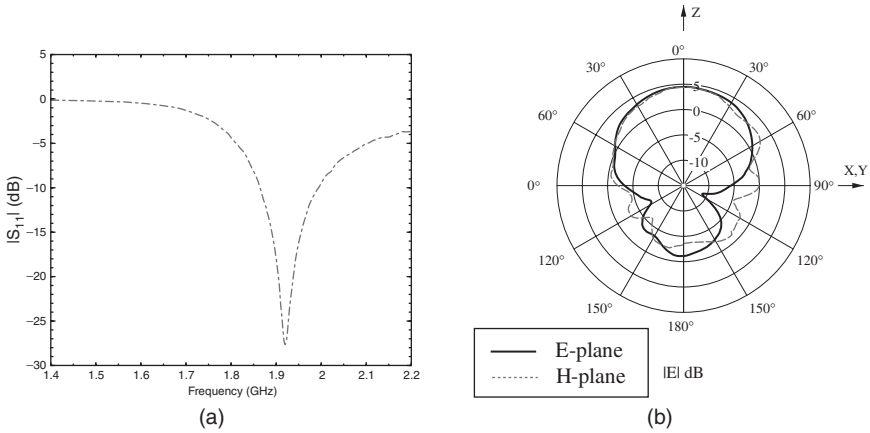 5
0
−5
−10
−15
−20
−25
−30
|S₁₁| (dB)
1.4 1.5 1.6 1.7 1.8 1.9 2 2.1 2.2
Frequency (GHz)
(a)
Z
0°
30° 30°
60° 60°
0° 90°
X,Y
120° 120°
150° 150°
180°
5
0
-5
-10
E-plane
H-plane
|E| dB
(b)